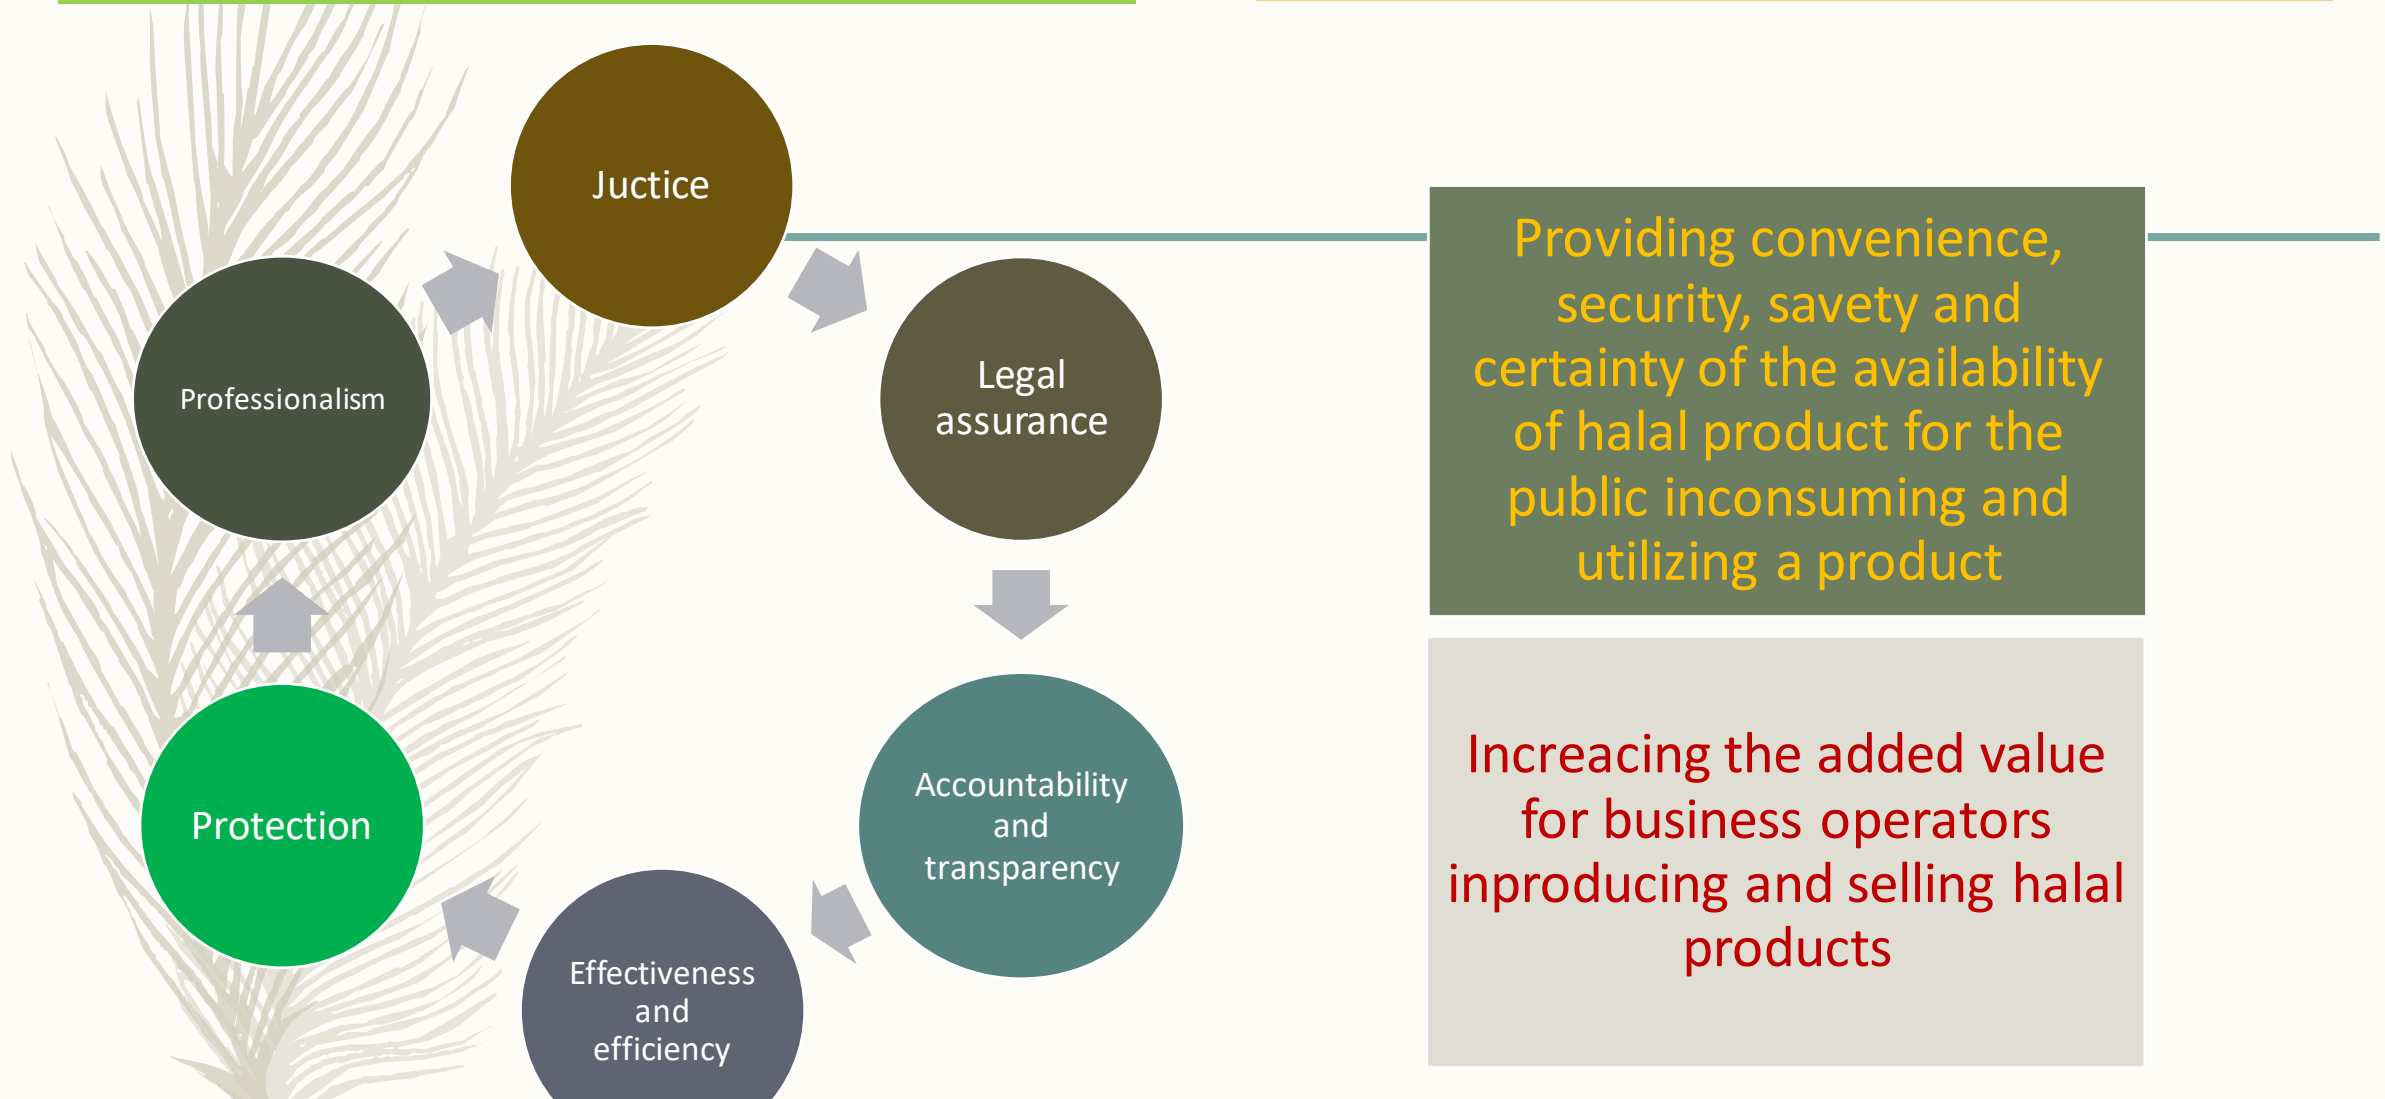 Juctice
Legal
assurance
Accountability
and
transparency
Effectiveness
and
efficiency
Protection
Professionalism
Providing convenience,
security, savety and
certainty of the availability
of halal product for the
public inconsuming and
utilizing a product
Increacing the added value
for business operators
inproducing and selling halal
products